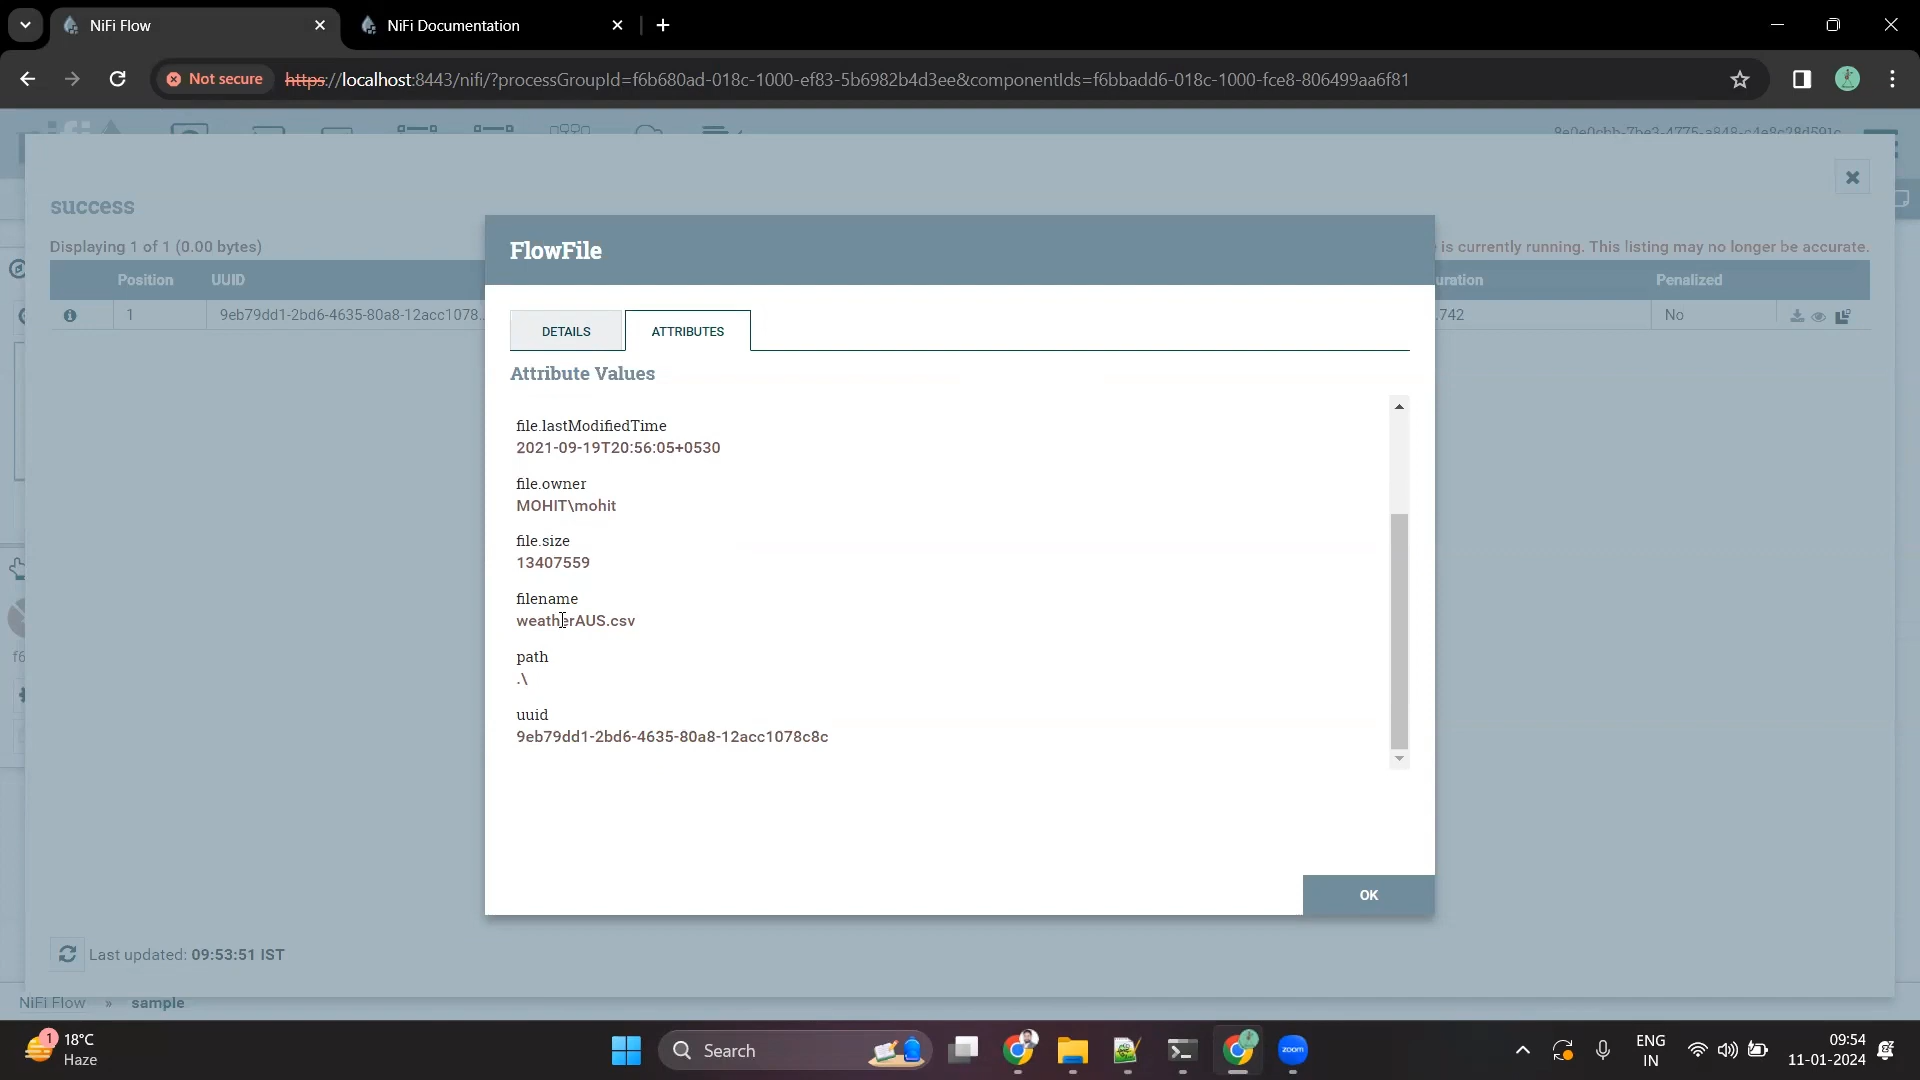 NiFi Flow
NiFi Documentation
Not secure
https://localhost:8443/nifi/?processGroupId=f6b680ad-018c-1000-ef83-5b6982b4d3ee&componentIds=f6bbadd6-018c-1000-fce8-806499aa6f81
success
Displaying 1 of 1 (0.00 bytes)
is currently running. This listing may no longer be accurate.
Position UUID uration Penalized
1 9eb79dd1-2bd6-4635-80a8-12acc1078... .742 No
FlowFile
DETAILS ATTRIBUTES
Attribute Values
file.lastModifiedTime
2021-09-19T20:56:05+0530
file.owner
MOHIT\mohit
file.size
13407559
filename
weatherAUS.csv
path
.\
uuid
9eb79dd1-2bd6-4635-80a8-12acc1078c8c
OK
Last updated: 09:53:51 IST
NiFi Flow » sample
1
18°C
Haze
Search
zoom
ENG
IN
09:54
11-01-2024